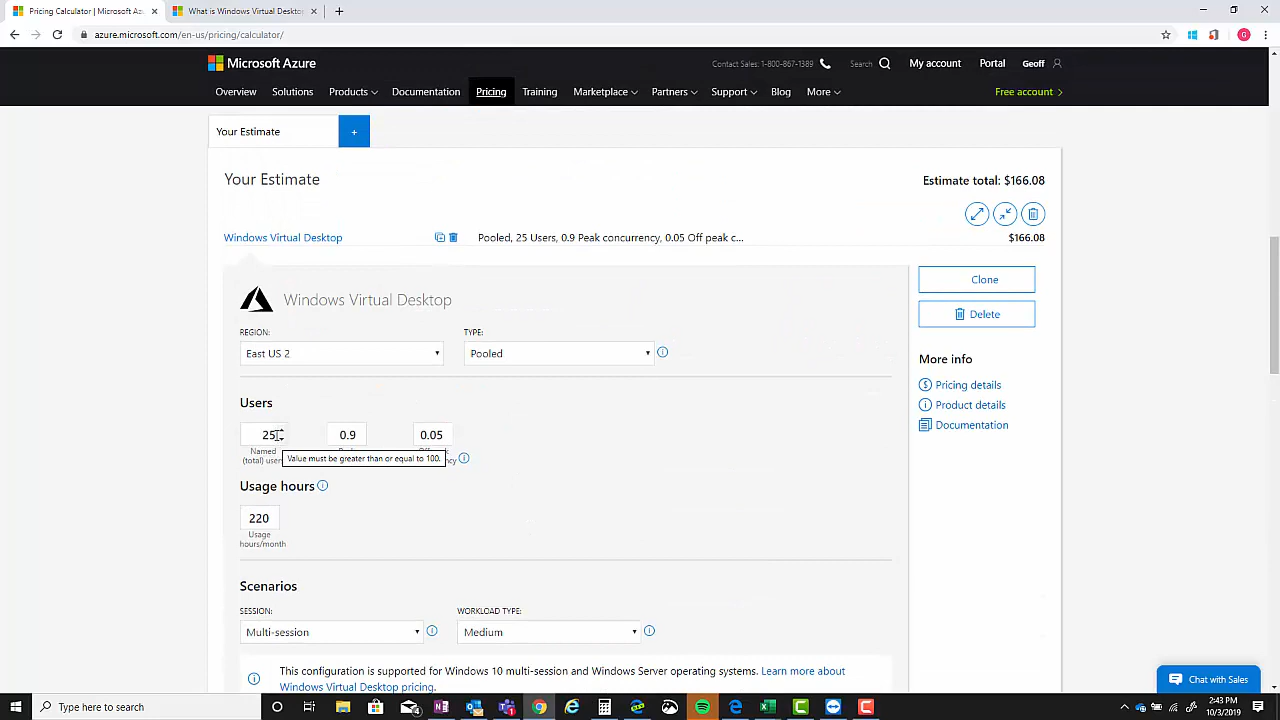 Pricing Calculator | Microsoft Az
What is Windows Virtual Desktop
azure.microsoft.com/en-us/pricing/calculator/
Microsoft Azure
Contact Sales: 1-800-867-1389
Search
My account
Portal
Geoff
Overview
Solutions
Products
Documentation
Pricing
Training
Marketplace
Partners
Support
Blog
More
Free account
Your Estimate
+
Your Estimate
Estimate total: $166.08
Windows Virtual Desktop
Pooled, 25 Users, 0.9 Peak concurrency, 0.05 Off peak c...
$166.08
Clone
Windows Virtual Desktop
Delete
REGION:
TYPE:
East US 2
Pooled
More info
Pricing details
Product details
Documentation
Users
25
0.9
0.05
Named
(total)
Value must be greater than or equal to 100.
Usage hours
220
Usage
hours/month
Scenarios
SESSION:
WORKLOAD TYPE:
Multi-session
Medium
This configuration is supported for Windows 10 multi-session and Windows Server operating systems. Learn more about
Windows Virtual Desktop pricing.
Chat with Sales
Type here to search
2:43 PM
10/3/2019